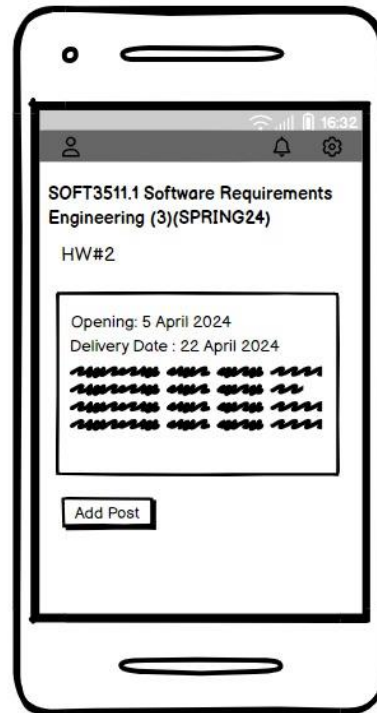 16:32
SOFT3511.1 Software Requirements
Engineering (3)(SPRING24)
HW#2
Opening: 5 April 2024
Delivery Date : 22 April 2024
Add Post